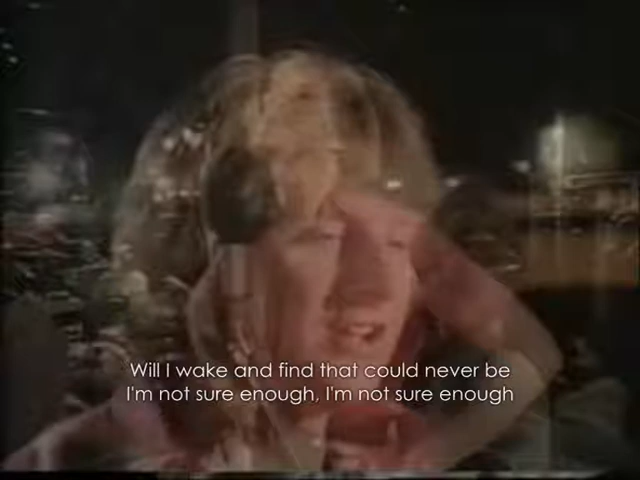 Will I wake and find that could never be
I'm not sure enough, I'm not sure enough